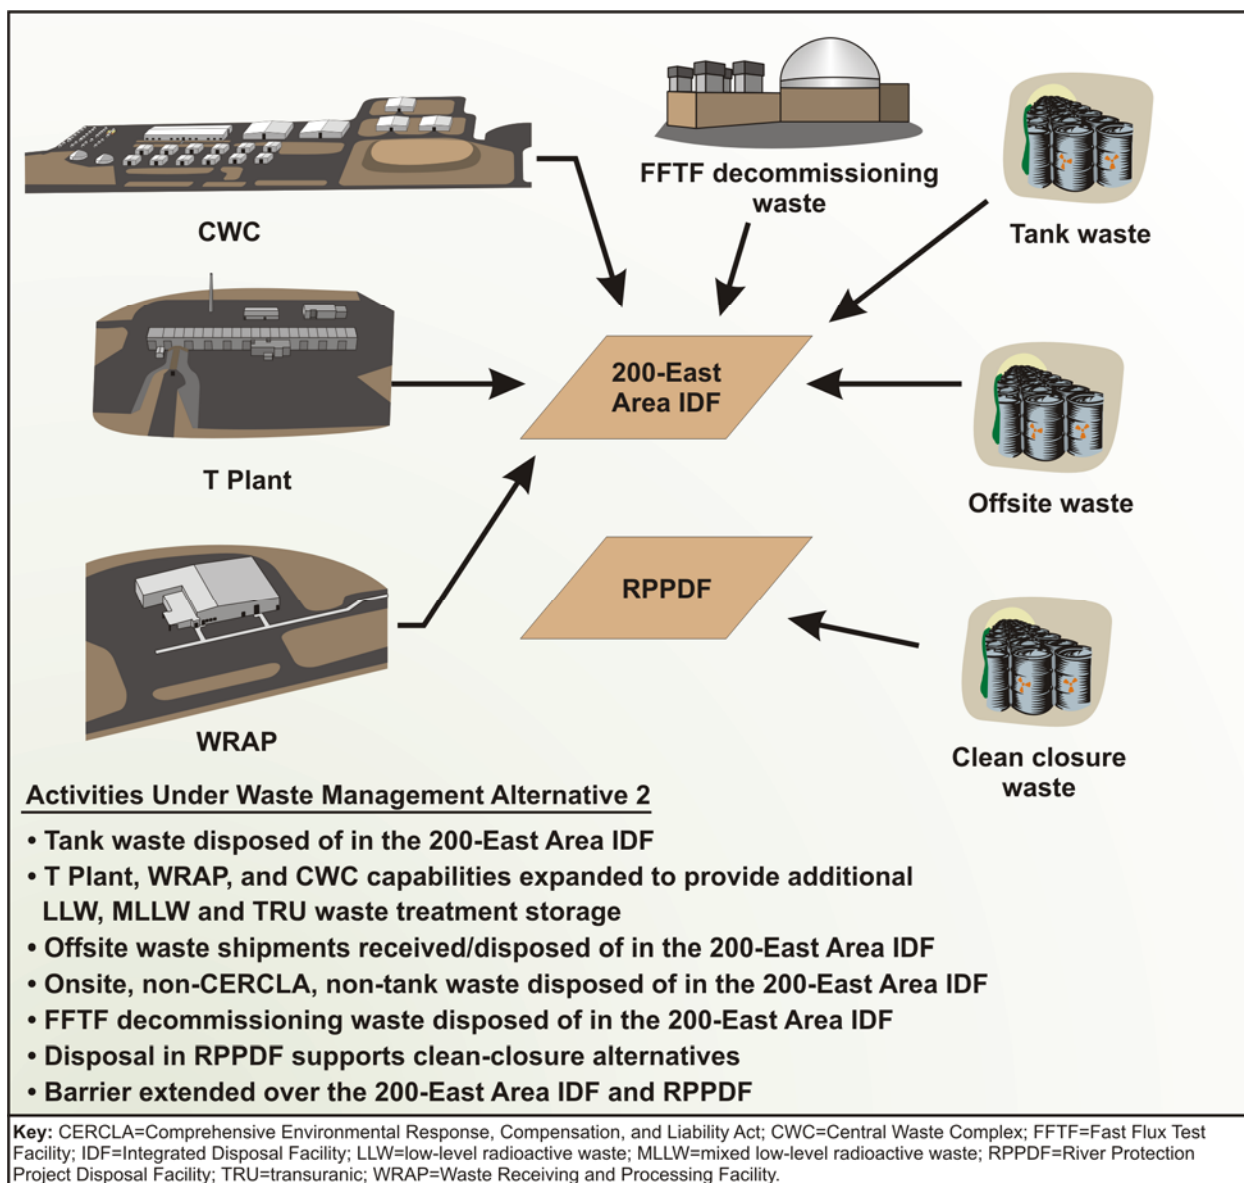 FFTF decommissioning
waste
CWC
Tank waste
200-East
Area IDF
T Plant
Offsite waste
RPPDF
WRAP
Clean closure
waste
Activities Under Waste Management Alternative 2
• Tank waste disposed of in the 200-East Area IDF
• T Plant, WRAP, and CWC capabilities expanded to provide additional
LLW, MLLW and TRU waste treatment storage
• Offsite waste shipments received/disposed of in the 200-East Area IDF
• Onsite, non-CERCLA, non-tank waste disposed of in the 200-East Area IDF
• FFTF decommissioning waste disposed of in the 200-East Area IDF
• Disposal in RPPDF supports clean-closure alternatives
• Barrier extended over the 200-East Area IDF and RPPDF
Key: CERCLA=Comprehensive Environmental Response, Compensation, and Liability Act; CWC=Central Waste Complex; FFTF=Fast Flux Test
Facility; IDF=Integrated Disposal Facility; LLW=low-level radioactive waste; MLLW=mixed low-level radioactive waste; RPPDF=River Protection
Project Disposal Facility; TRU=transuranic; WRAP=Waste Receiving and Processing Facility.